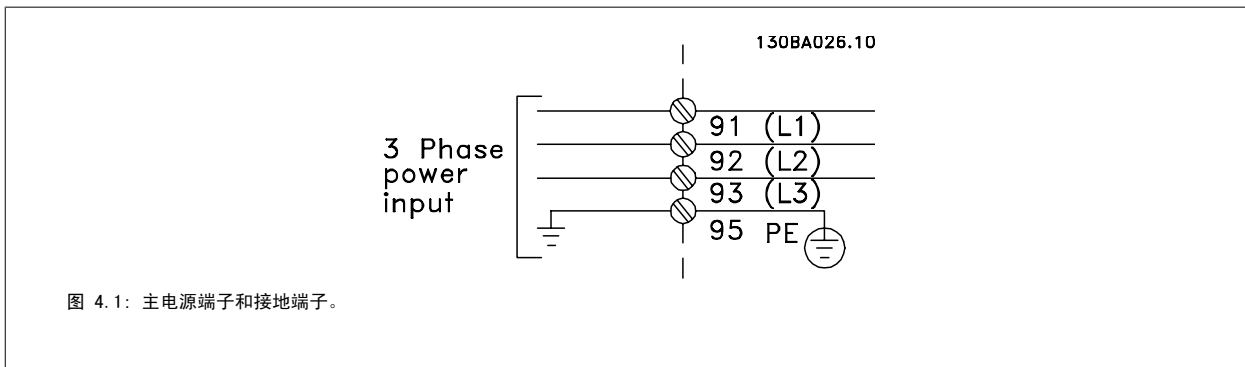 130BA026.10
3 Phase
power
input
91 (L1)
92 (L2)
93 (L3)
95 PE
图 4.1: 主电源端子和接地端子。